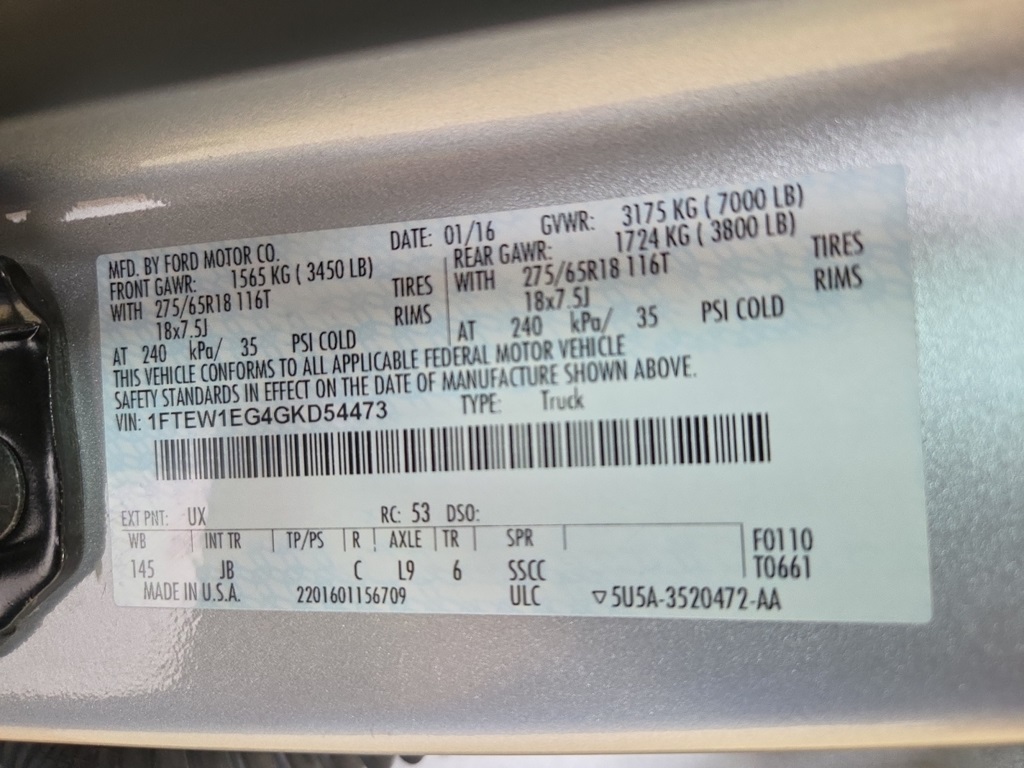 MFD. BY FORD MOTOR CO. DATE: 01/16 GVWR: 3175 KG ( 7000 LB)
FRONT GAWR: 1565 KG ( 3450 LB) REAR GAWR: 1724 KG ( 3800 LB)
WITH 275/65R18 116T TIRES WITH 275/65R18 116T TIRES
18x7.5J RIMS 18x7.5J RIMS
AT 240 kPa/ 35 PSI COLD AT 240 kPa/ 35 PSI COLD
THIS VEHICLE CONFORMS TO ALL APPLICABLE FEDERAL MOTOR VEHICLE
SAFETY STANDARDS IN EFFECT ON THE DATE OF MANUFACTURE SHOWN ABOVE.
VIN: 1FTEW1EG4GKD54473 TYPE: Truck
EXT PNT: UX RC: 53 DSO:
WB INT TR TP/PS R AXLE TR SPR F0110
145 JB C L9 6 SSCC T0661
MADE IN U.S.A. 2201601156709 ULC ▽5U5A-3520472-AA